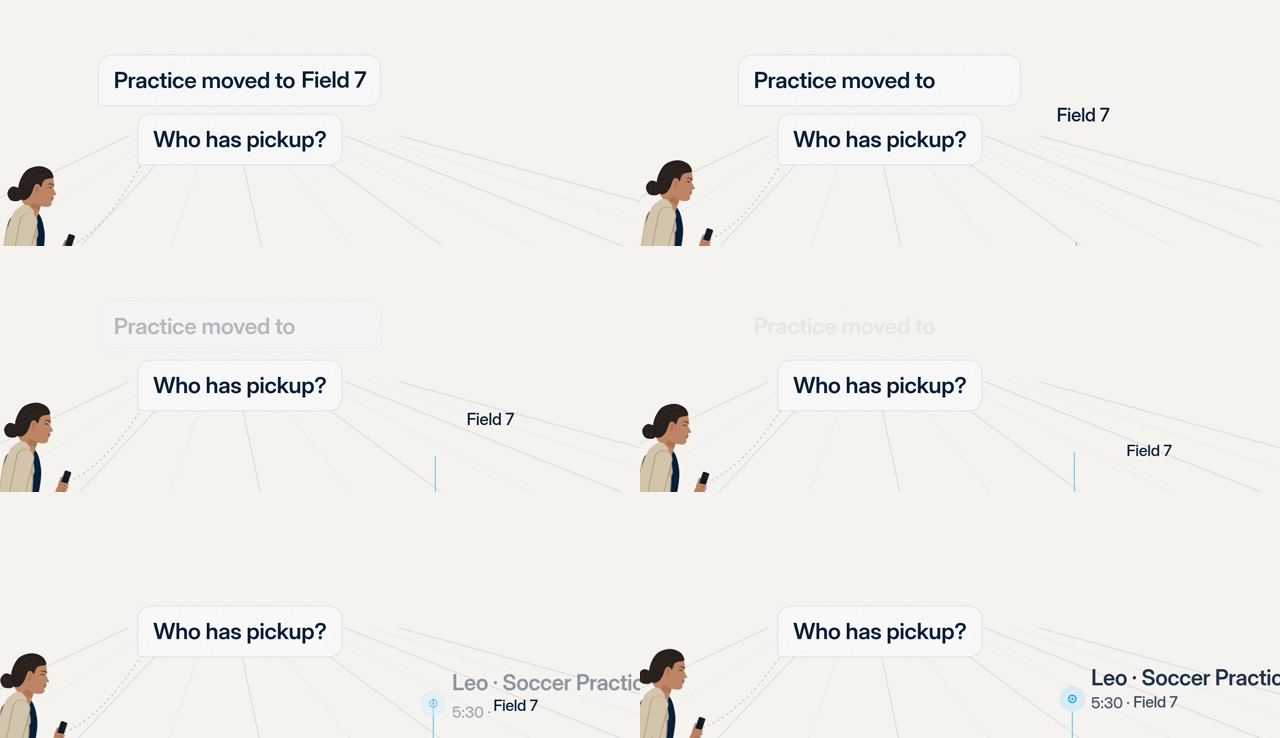 Practice moved to Field 7
Who has pickup?
Practice moved to
Field 7
Who has pickup?
Practice moved to
Who has pickup?
Field 7
Practice moved to
Who has pickup?
Field 7
Who has pickup?
Leo · Soccer Practic
5:30 · Field 7
Who has pickup?
Leo · Soccer Practic
5:30 · Field 7